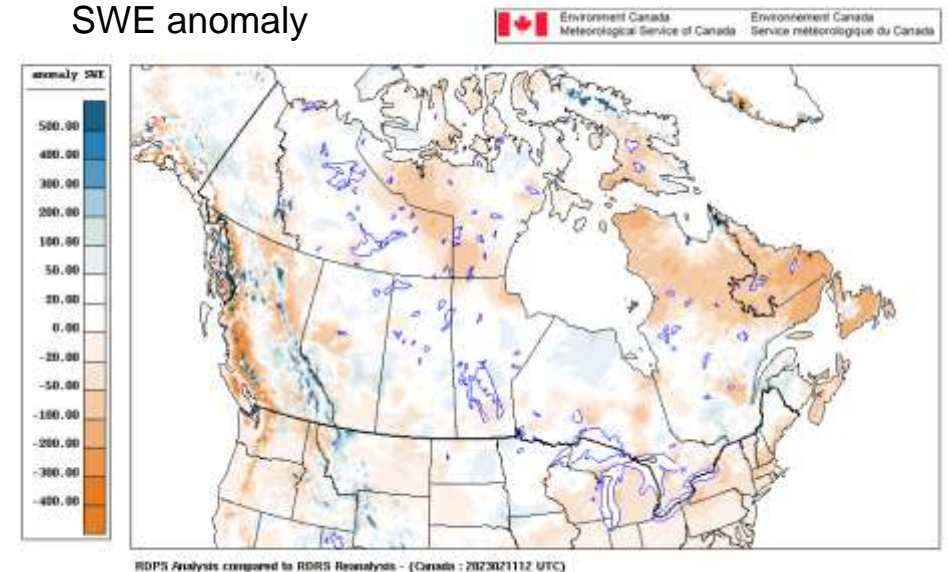 SWE anomaly
Environment Canada
Meteorological Service of Canada
Environnement Canada
Service météorologique du Canada
anomaly SWE
500.00
400.00
300.00
200.00
100.00
50.00
20.00
0.00
-20.00
-50.00
-100.00
-200.00
-300.00
-400.00
RDPS Analysis compared to RDRS Reanalysis - (Canada : 2023021112 UTC)